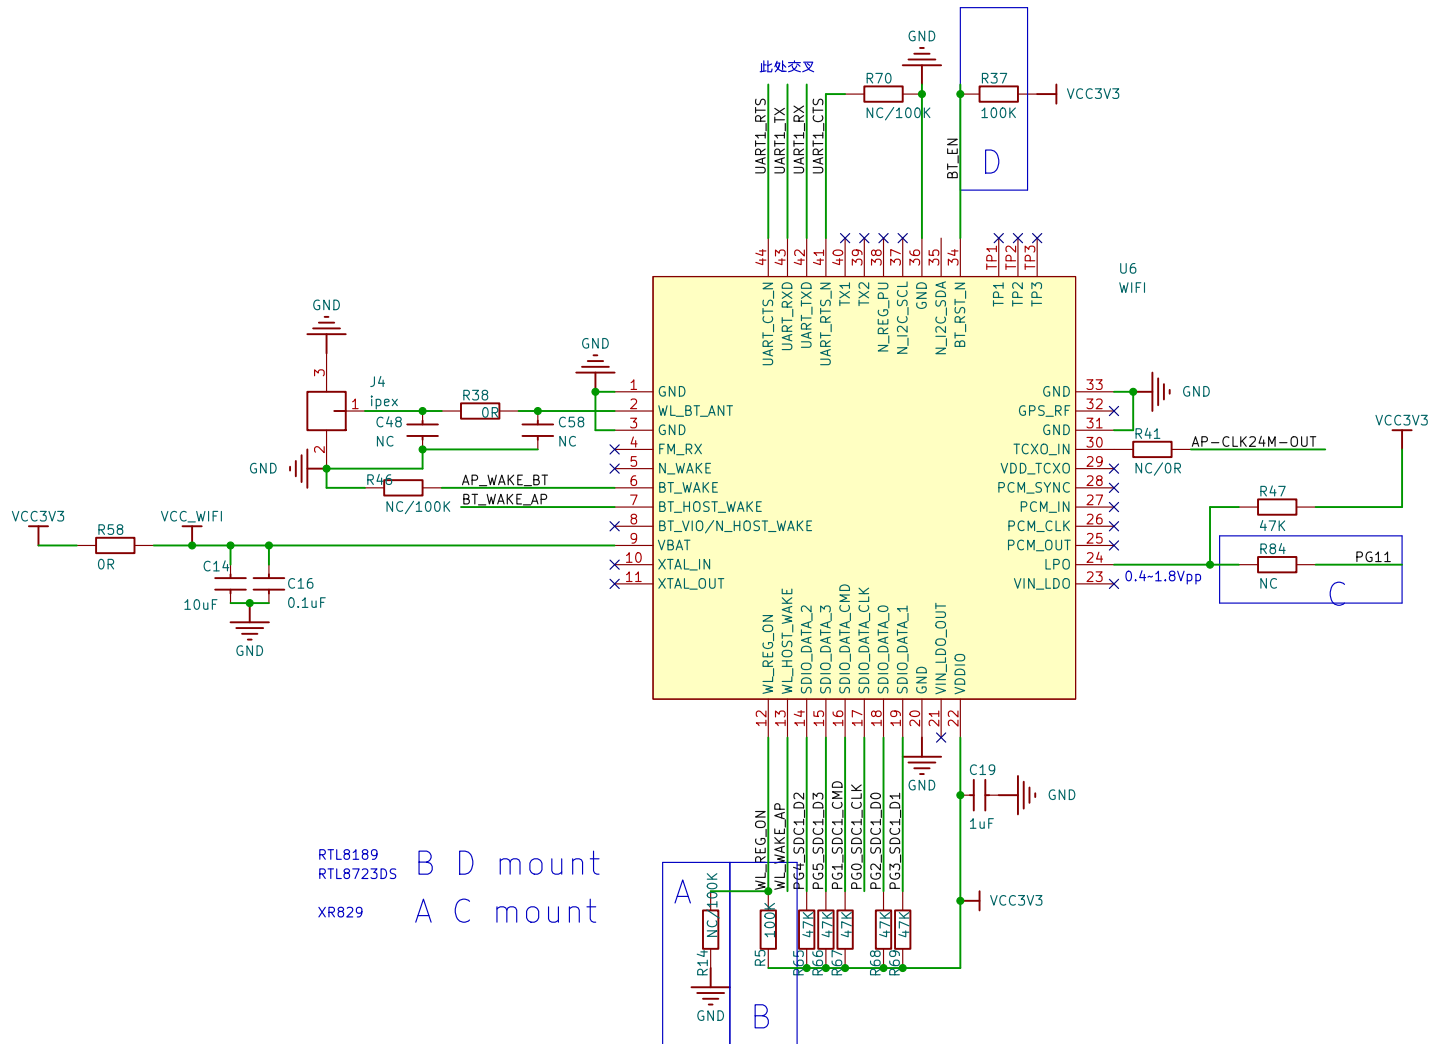 此处交叉
GND
R70
NC/100K
R37
100K
VCC3V3
D
UART1_RTS
UART1_TX
UART1_RX
UART1_CTS
BT_EN
44
43
42
41
40
39
38
37
36
35
34
TP1
TP2
TP3
UART_CTS_N
UART_RXD
UART_TXD
UART_RTS_N
TX1
TX2
N_REG_PU
N_I2C_SCL
GND
N_I2C_SDA
BT_RST_N
TP1
TP2
TP3
U6
WIFI
GND
3
J4
ipex
1
2
GND
R38
0R
C48
NC
C58
NC
GND
R46
NC/100K
AP_WAKE_BT
BT_WAKE_AP
VCC3V3
R58
0R
VCC_WIFI
C14
10uF
C16
0.1uF
GND
1 GND
2 WL_BT_ANT
3 GND
4 FM_RX
5 N_WAKE
6 BT_WAKE
7 BT_HOST_WAKE
8 BT_VIO/N_HOST_WAKE
9 VBAT
10 XTAL_IN
11 XTAL_OUT
GND 33
GPS_RF 32
GND 31
TCXO_IN 30
VDD_TCXO 29
PCM_SYNC 28
PCM_IN 27
PCM_CLK 26
PCM_OUT 25
LPO 24
VIN_LDO 23
GND
R41
NC/0R
AP-CLK24M-OUT
VCC3V3
R47
47K
R84
NC
PG11
C
0.4~1.8Vpp
WL_REG_ON
WL_HOST_WAKE
SDIO_DATA_2
SDIO_DATA_3
SDIO_DATA_CMD
SDIO_DATA_CLK
SDIO_DATA_0
SDIO_DATA_1
GND
VIN_LDO_OUT
VDDIO
12
13
14
15
16
17
18
19
20
21
22
GND
C19
1uF
GND
WL_REG_ON
WL_WAKE_AP
PG4_SDC1_D2
PG5_SDC1_D3
PG1_SDC1_CMD
PG0_SDC1_CLK
PG2_SDC1_D0
PG3_SDC1_D1
VCC3V3
RTL8189
RTL8723DS
B D mount
XR829
A C mount
A
NC/100K
R14
GND
100K
R5
B
47K
R65
47K
R66
47K
R67
47K
R68
47K
R69